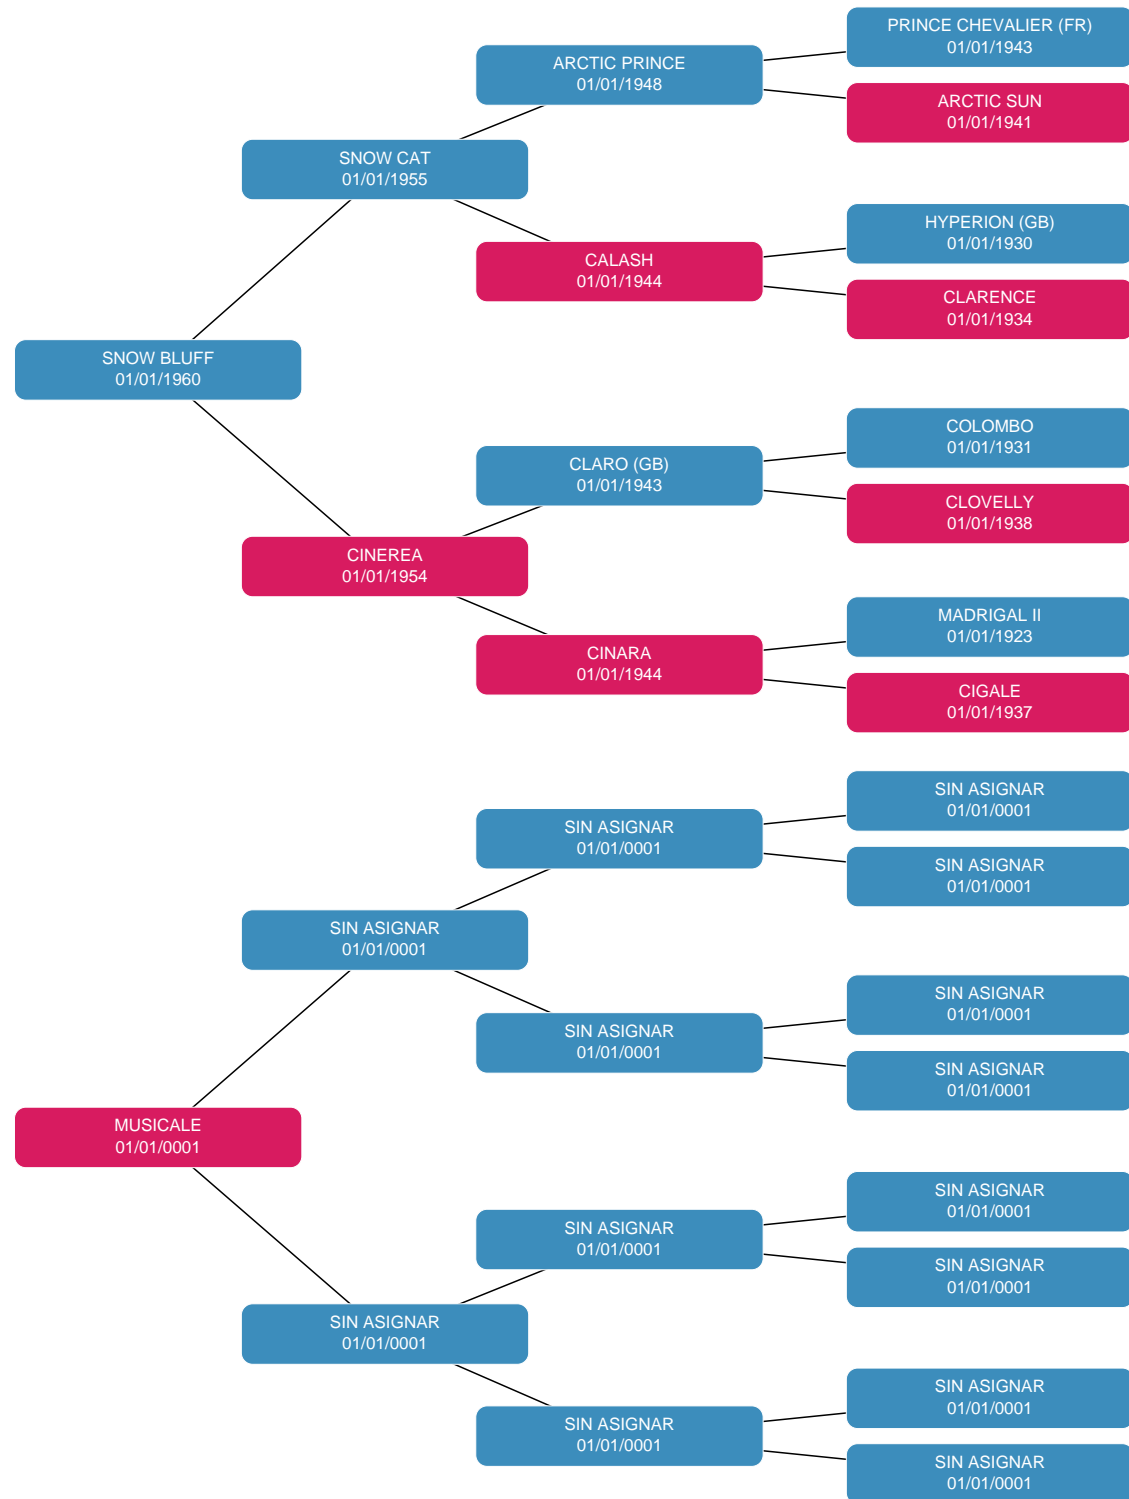 PRINCE CHEVALIER (FR)
01/01/1943
ARCTIC PRINCE
01/01/1948
ARCTIC SUN
01/01/1941
SNOW CAT
01/01/1955
HYPERION (GB)
01/01/1930
CALASH
01/01/1944
CLARENCE
01/01/1934
SNOW BLUFF
01/01/1960
COLOMBO
01/01/1931
CLARO (GB)
01/01/1943
CLOVELLY
01/01/1938
CINEREA
01/01/1954
MADRIGAL II
01/01/1923
CINARA
01/01/1944
CIGALE
01/01/1937
SIN ASIGNAR
01/01/0001
SIN ASIGNAR
01/01/0001
SIN ASIGNAR
01/01/0001
SIN ASIGNAR
01/01/0001
SIN ASIGNAR
01/01/0001
SIN ASIGNAR
01/01/0001
SIN ASIGNAR
01/01/0001
MUSICALE
01/01/0001
SIN ASIGNAR
01/01/0001
SIN ASIGNAR
01/01/0001
SIN ASIGNAR
01/01/0001
SIN ASIGNAR
01/01/0001
SIN ASIGNAR
01/01/0001
SIN ASIGNAR
01/01/0001
SIN ASIGNAR
01/01/0001